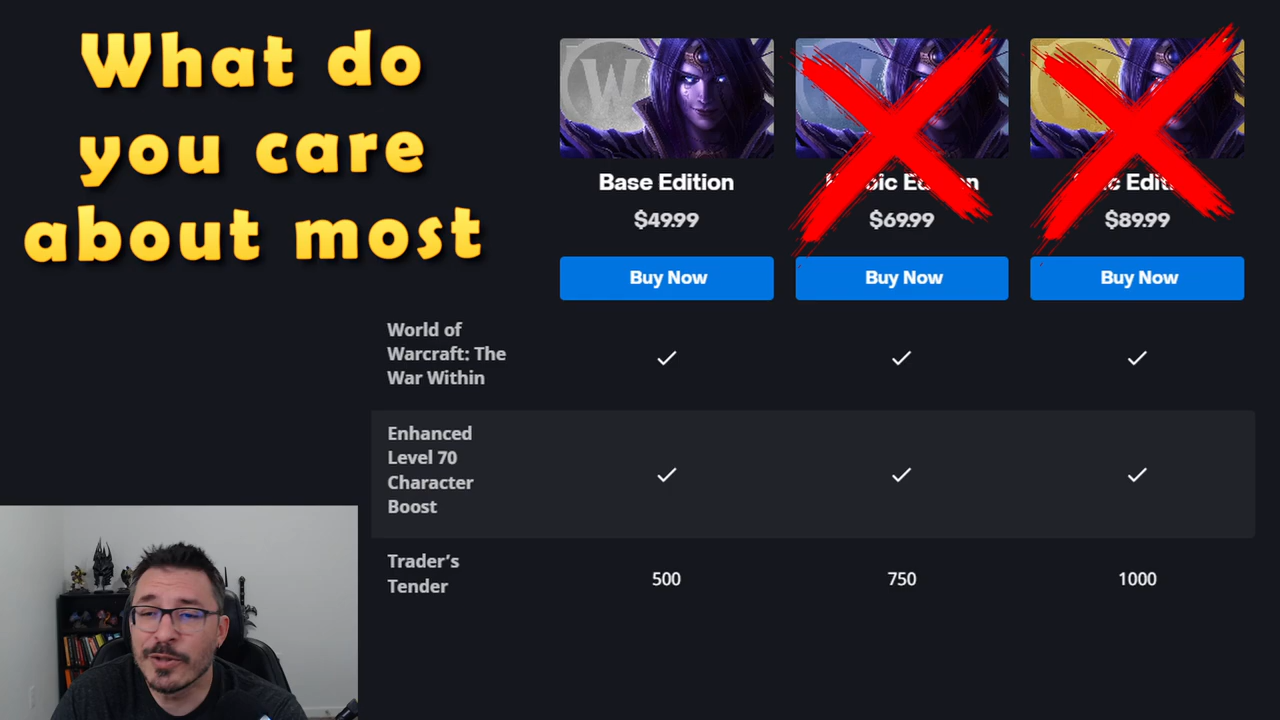 What do
you care
about most
Base Edition
$49.99
Buy Now
$69.99
Buy Now
$89.99
Buy Now
World of
Warcraft: The
War Within
Enhanced
Level 70
Character
Boost
Trader's
Tender
500
750
1000